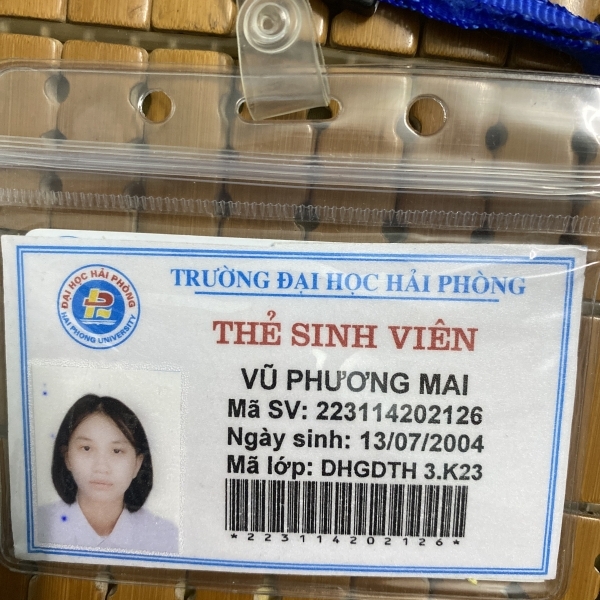 TRƯỜNG ĐẠI HỌC HẢI PHÒNG
ĐẠI HỌC HẢI PHÒNG
HAI PHONG UNIVERSITY
THẺ SINH VIÊN
VŨ PHƯƠNG MAI
Mã SV: 223114202126
Ngày sinh: 13/07/2004
Mã lớp: DHGDTH 3.K23
*223114202126*